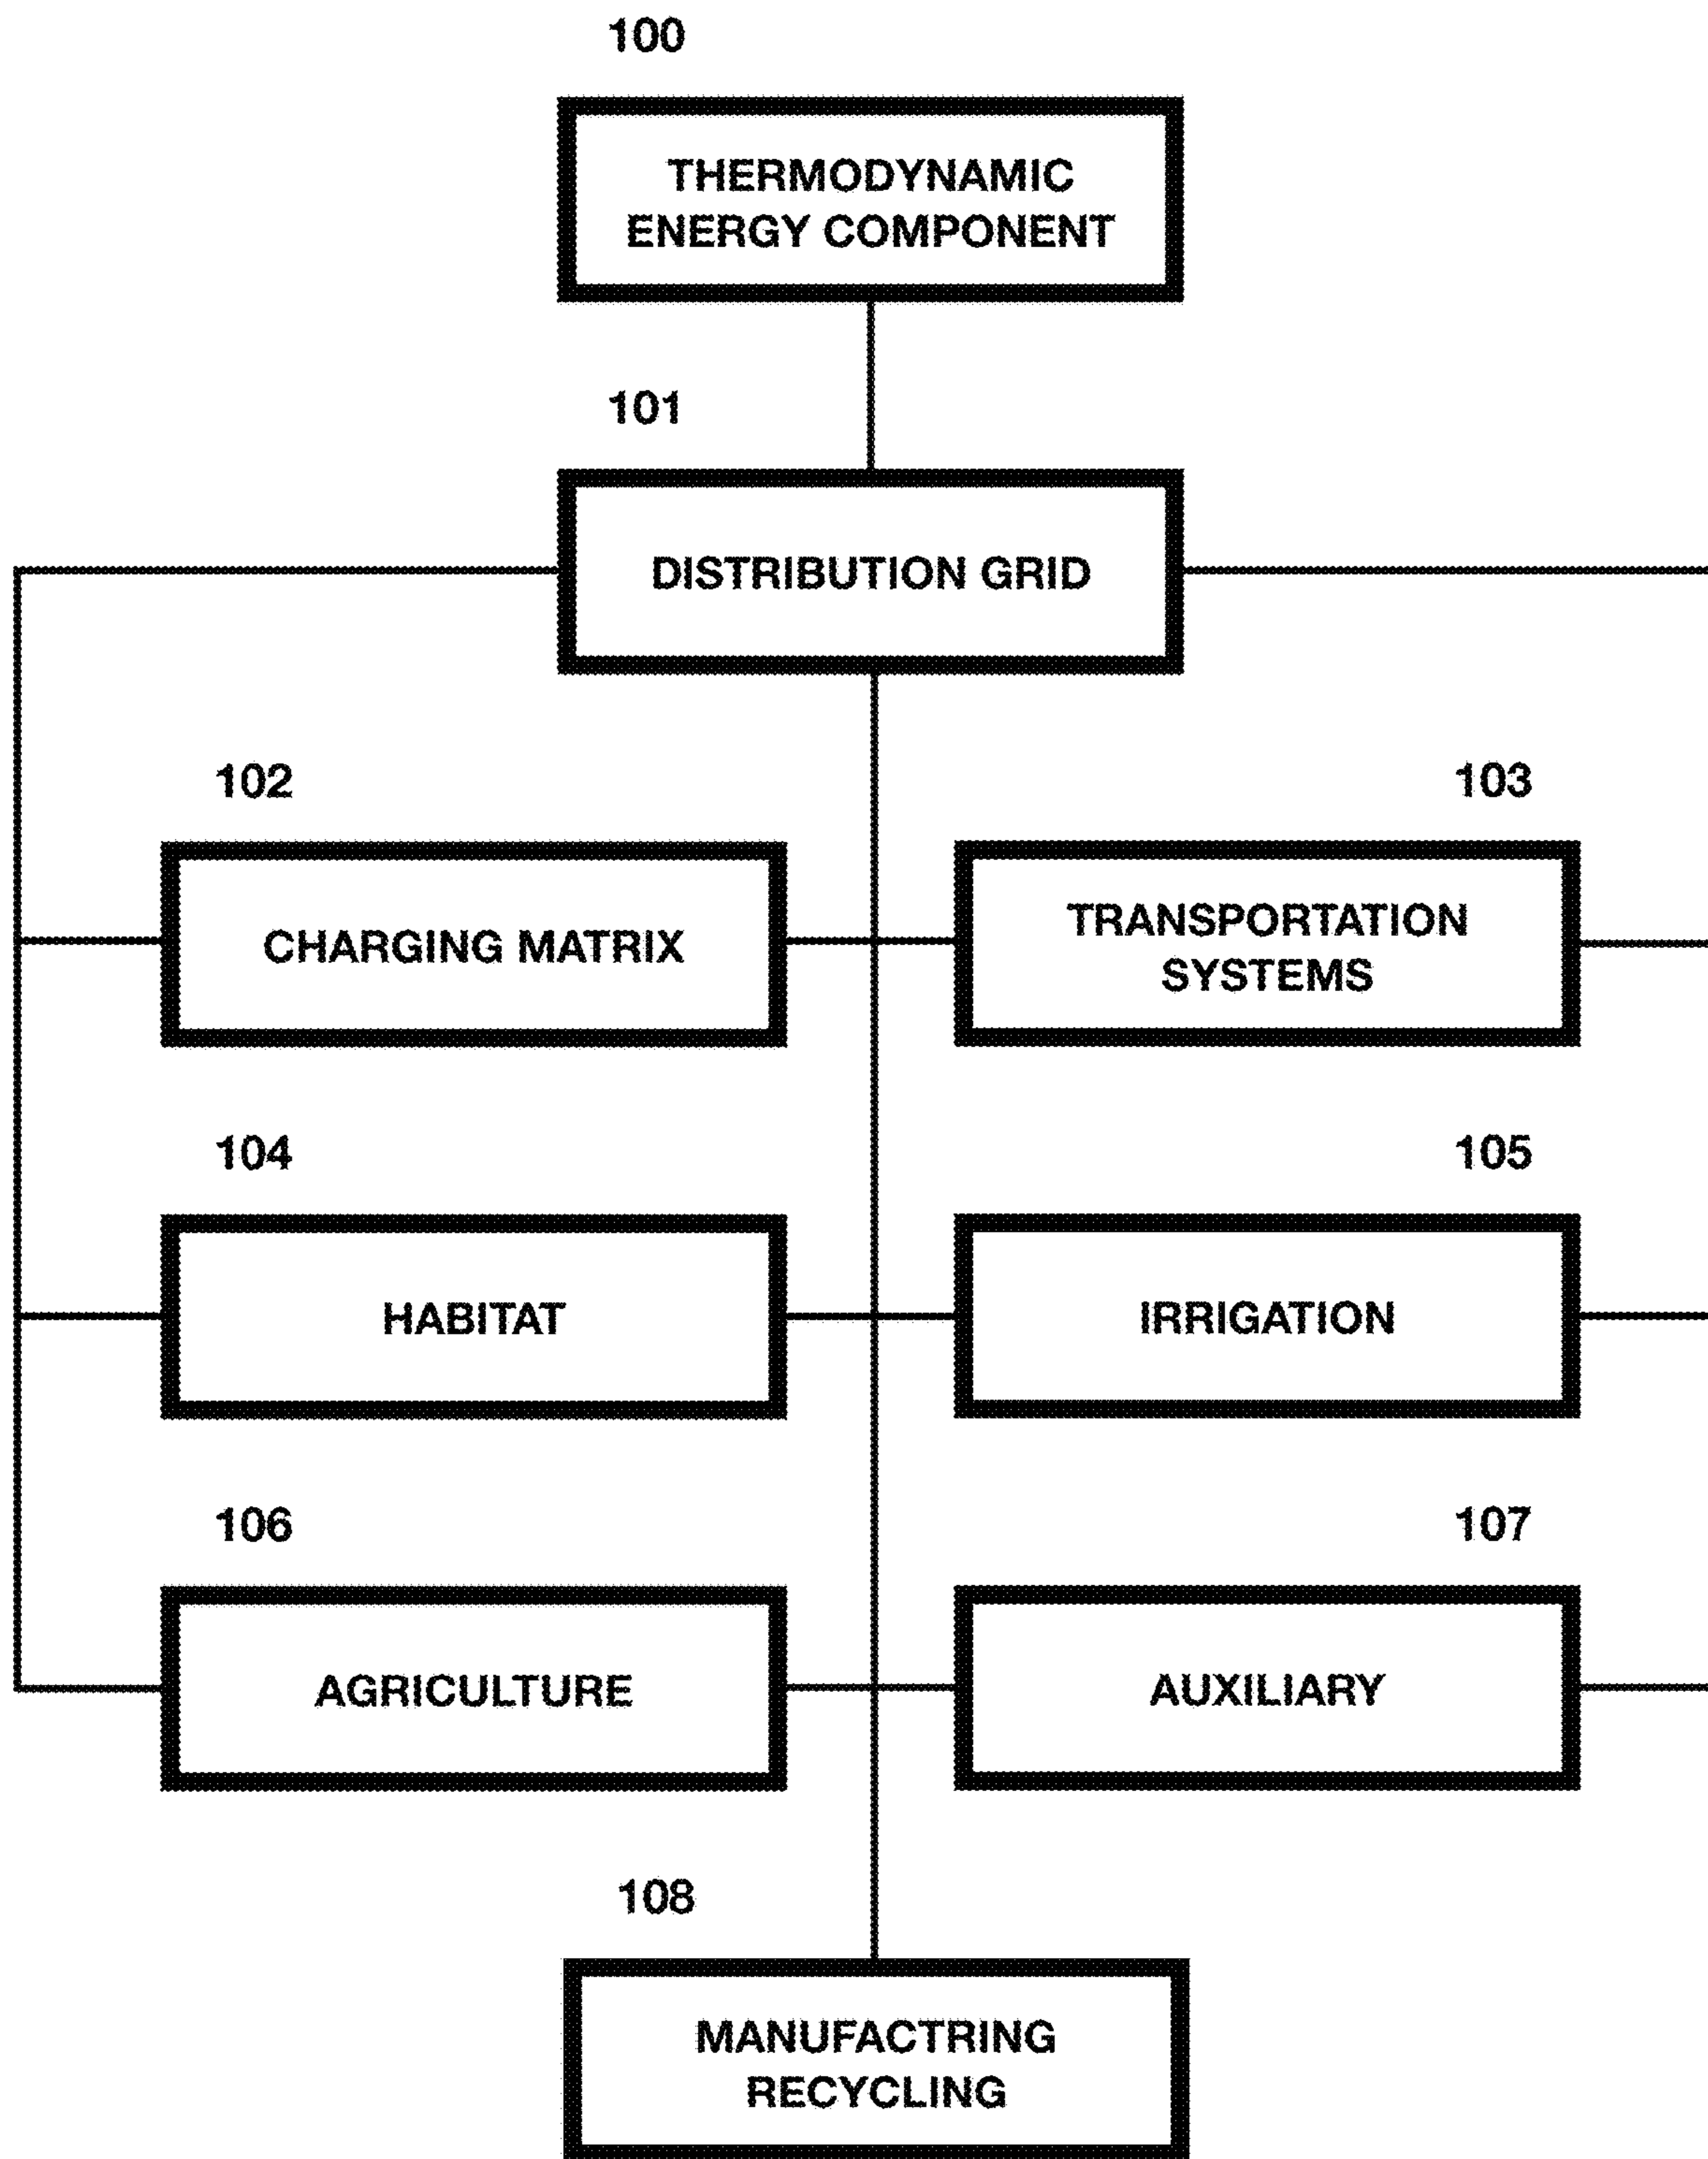 100
THERMODYNAMIC
ENERGY COMPONENT
101
DISTRIBUTION GRID
102
103
CHARGING MATRIX
TRANSPORTATION
SYSTEMS
104
105
HABITAT
IRRIGATION
106
107
AGRICULTURE
AUXILIARY
108
MANUFACTRING
RECYCLING